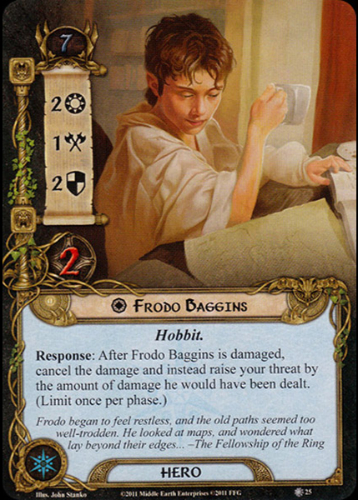 7
2
1
2
2
Frodo Baggins
Hobbit.
Response: After Frodo Baggins is damaged,
cancel the damage and instead raise your threat by
the amount of damage he would have been dealt.
(Limit once per phase.)
Frodo began to feel restless, and the old paths seemed too
well-trodden. He looked at maps, and wondered what
lay beyond their edges... –The Fellowship of the Ring
HERO
Illus. John Stanko ©2011 Middle Earth Enterprises ©2011 FFG 25